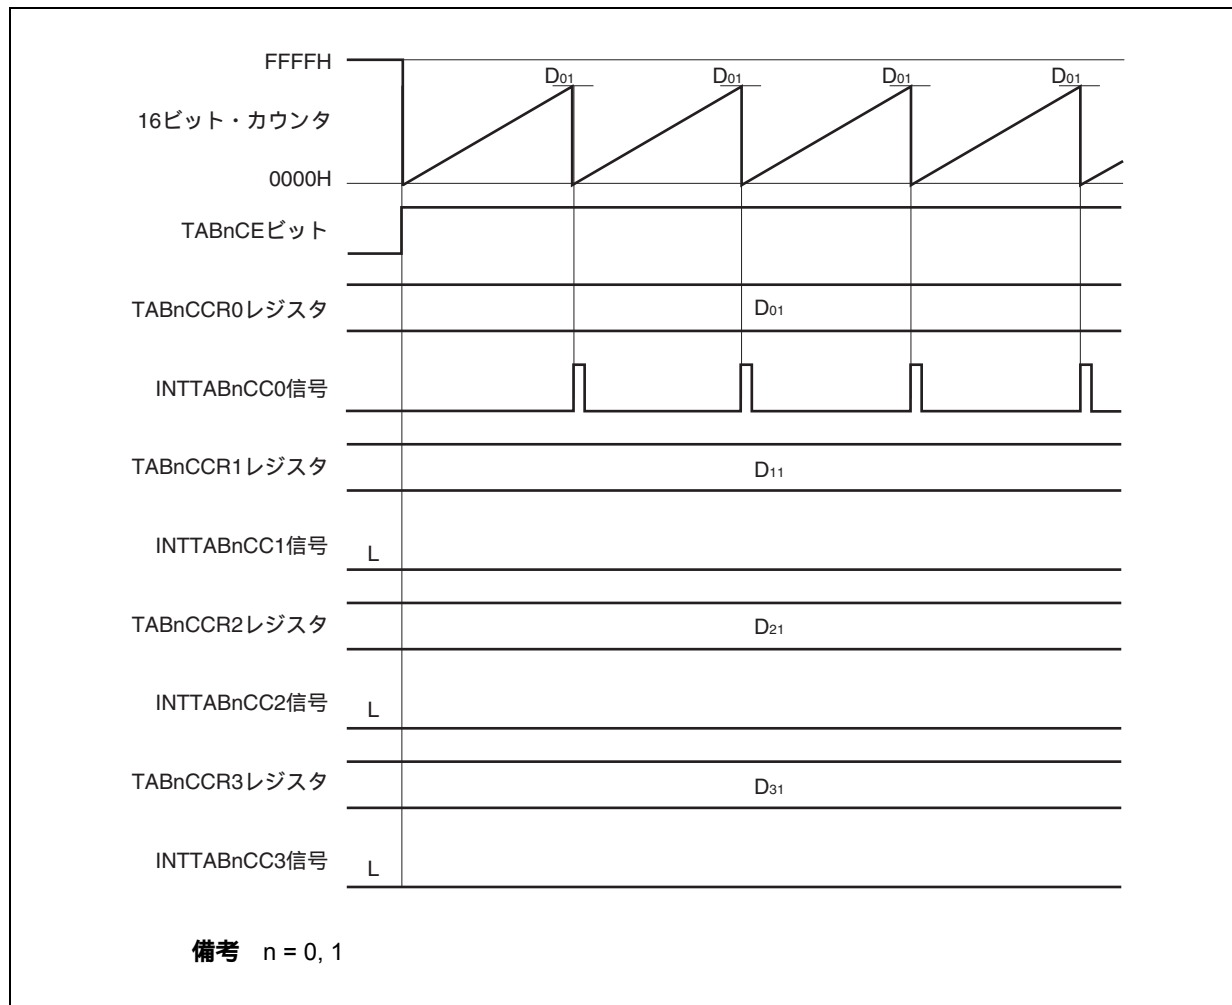 FFFFH
D01 D01 D01 D01
16ビット・カウンタ
0000H
TABnCEビット
TABnCCR0レジスタ D01
INTTABnCC0信号
TABnCCR1レジスタ D11
INTTABnCC1信号 L
TABnCCR2レジスタ D21
INTTABnCC2信号 L
TABnCCR3レジスタ D31
INTTABnCC3信号 L
備考 n = 0, 1